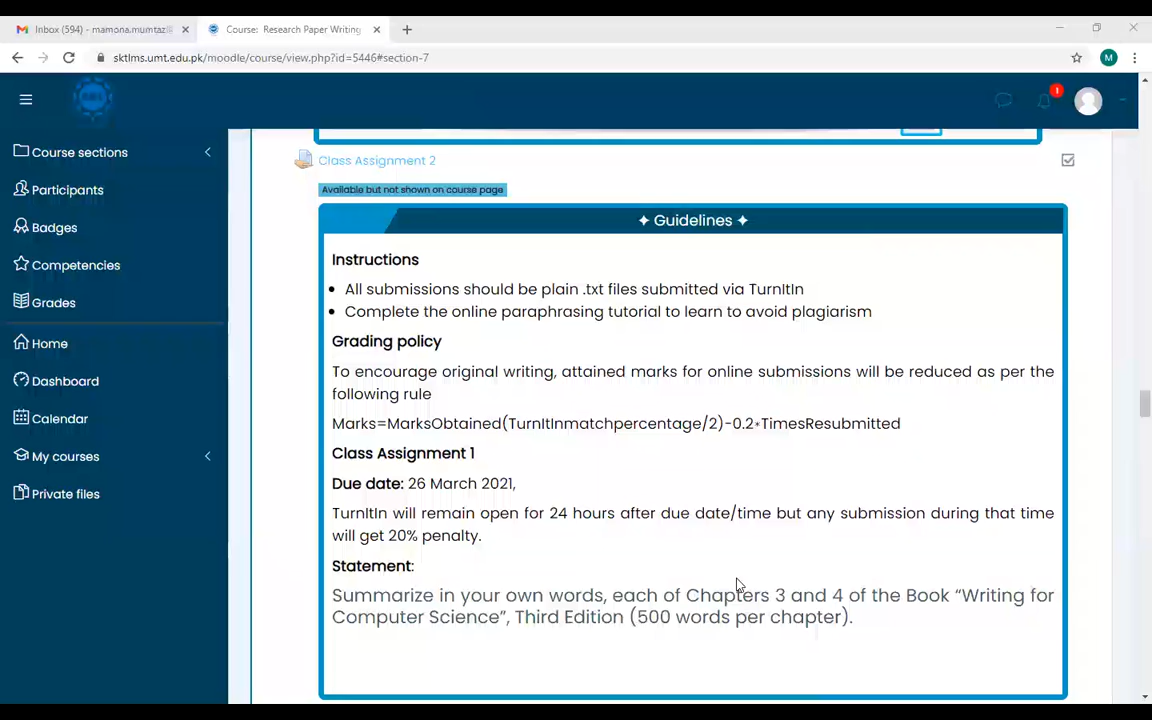 Inbox (594) - mamona.mumtaz@
Course: Research Paper Writing
sktlms.umt.edu.pk/moodle/course/view.php?id=5446#section-7
M
1
Course sections
Participants
Badges
Competencies
Grades
Home
Dashboard
Calendar
My courses
Private files
Class Assignment 2
Available but not shown on course page
✦ Guidelines ✦
Instructions
• All submissions should be plain .txt files submitted via TurnItIn
• Complete the online paraphrasing tutorial to learn to avoid plagiarism
Grading policy
To encourage original writing, attained marks for online submissions will be reduced as per the
following rule
Marks=MarksObtained(TurnItInmatchpercentage/2)-0.2*TimesResubmitted
Class Assignment 1
Due date: 26 March 2021,
TurnItIn will remain open for 24 hours after due date/time but any submission during that time
will get 20% penalty.
Statement:
Summarize in your own words, each of Chapters 3 and 4 of the Book “Writing for
Computer Science”, Third Edition (500 words per chapter).